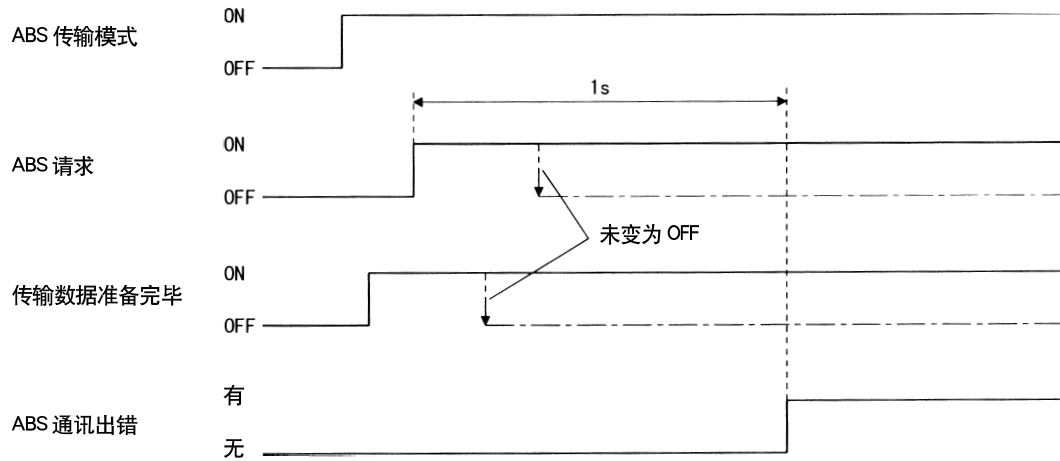 ON
ABS 传输模式
OFF
1s
ON
ABS 请求
OFF
未变为 OFF
ON
传输数据准备完毕
OFF
有
ABS 通讯出错
无